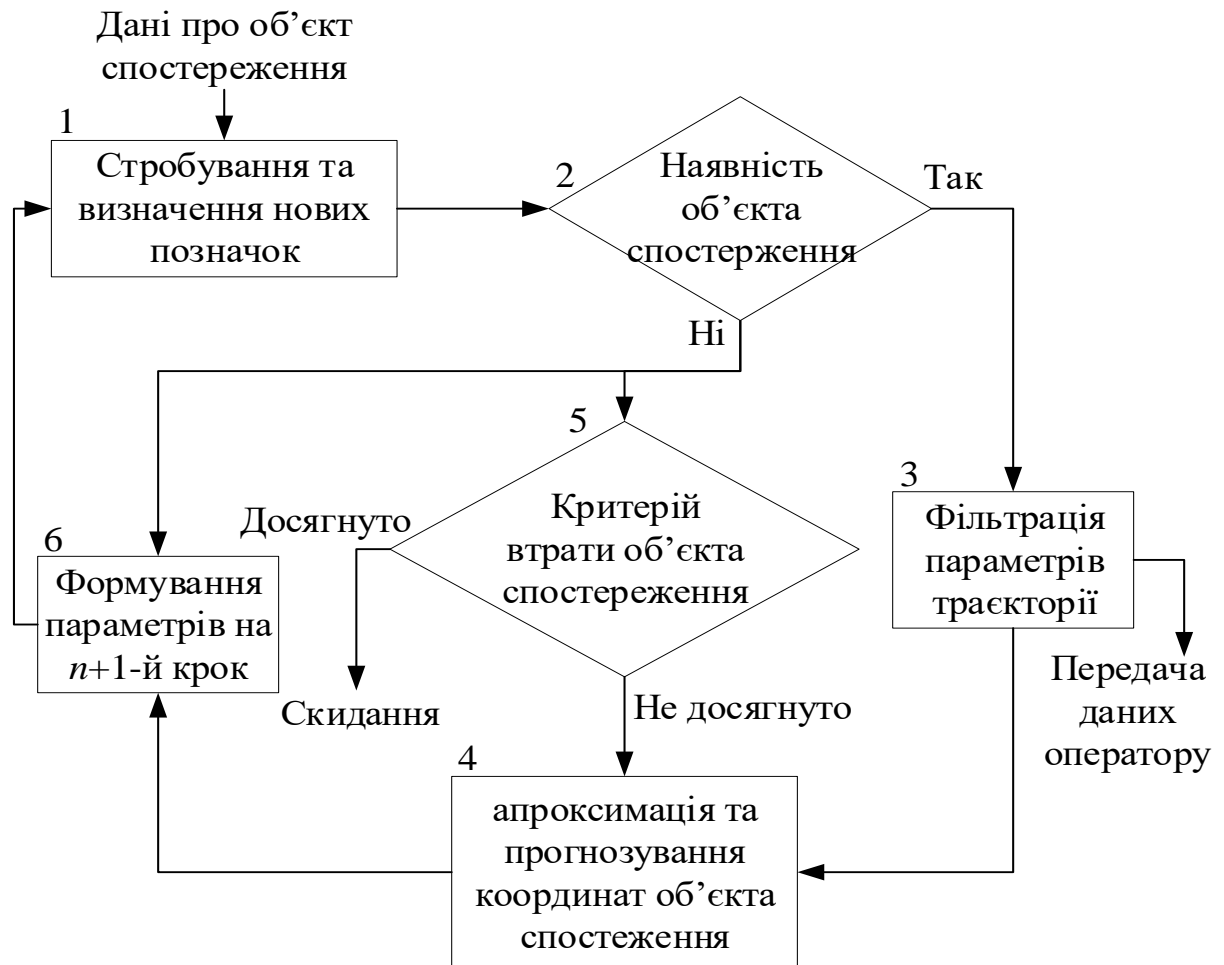 Дані про об’єкт
спостереження
1
Стробування та
визначення нових
позначок
2
Наявність
об’єкта
спостерження
Так
Ні
5
Критерій
втрати об’єкта
спостереження
Досягнуто
Скидання
Не досягнуто
3
Фільтрація
параметрів
траєкторії
Передача
даних
оператору
6
Формування
параметрів на
n+1-й крок
4
апроксимація та
прогнозування
координат об’єкта
спостеження